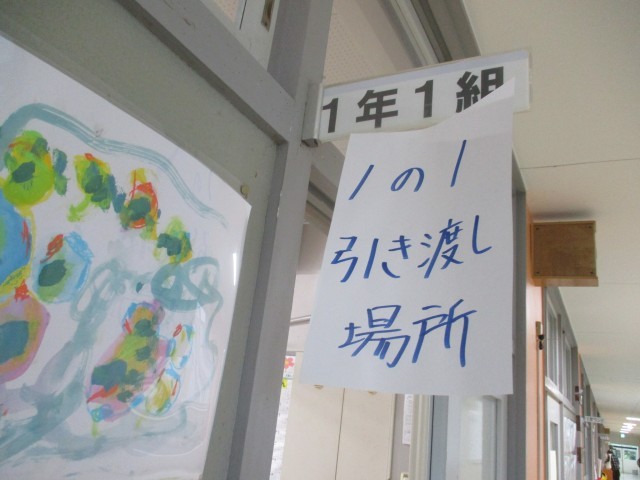 1年1組
1の1
引き渡し
場所